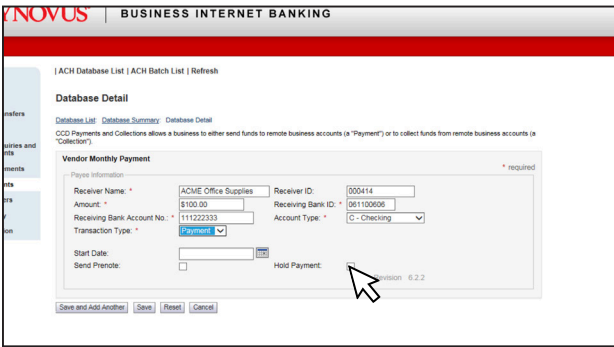 YNOVUS® | BUSINESS INTERNET BANKING
| ACH Database List | ACH Batch List | Refresh
Database Detail
nsfers
Database List: Database Summary: Database Detail
CCD Payments and Collections allows a business to either send funds to remote business accounts (a "Payment") or to collect funds from remote business accounts (a
"Collection").
uiries and
nts
Vendor Monthly Payment
* required
ments
Payee Information
nts
Receiver Name: * ACME Office Supplies Receiver ID: 000414
ers
Amount: * $100.00 Receiving Bank ID: * 061100606
y
Receiving Bank Account No.: * 111222333 Account Type: * C - Checking
ion
Transaction Type: * Payment
Start Date:
Send Prenote: Hold Payment:
Revision 6.2.2
Save and Add Another Save Reset Cancel